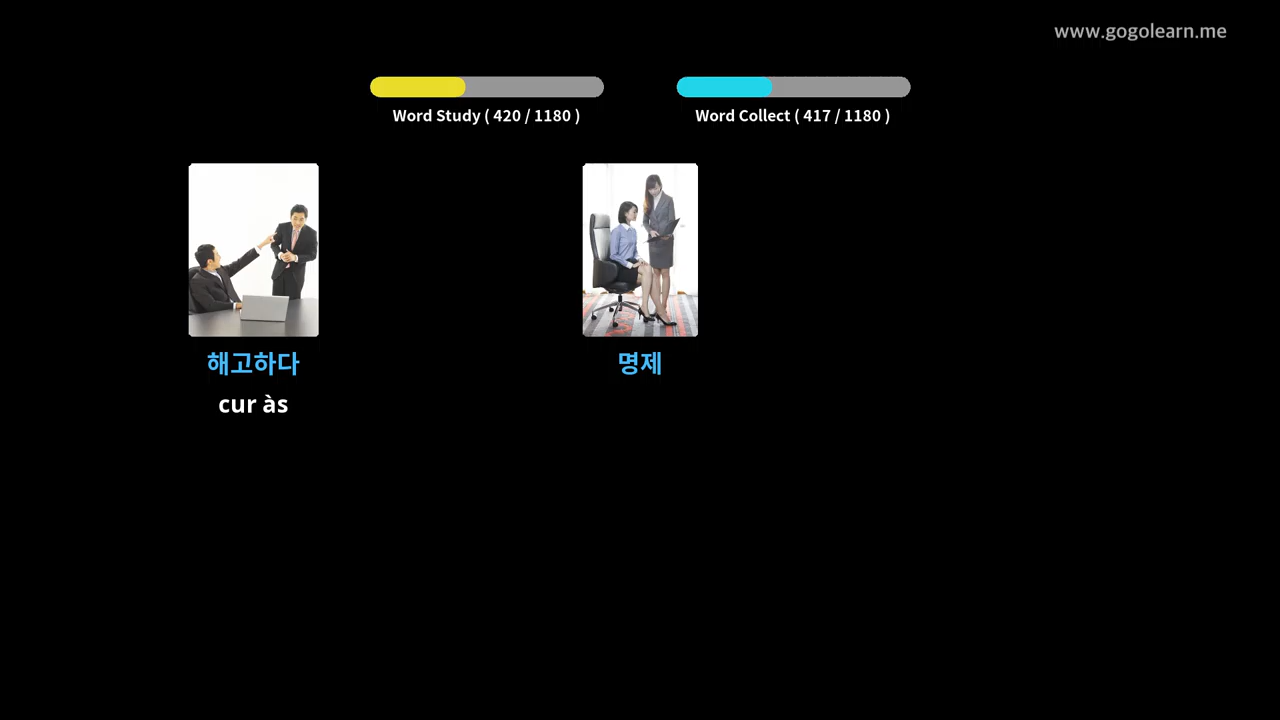 www.gogolearn.me
Word Study ( 420 / 1180 )
Word Collect ( 417 / 1180 )
해고하다
명제
cur às